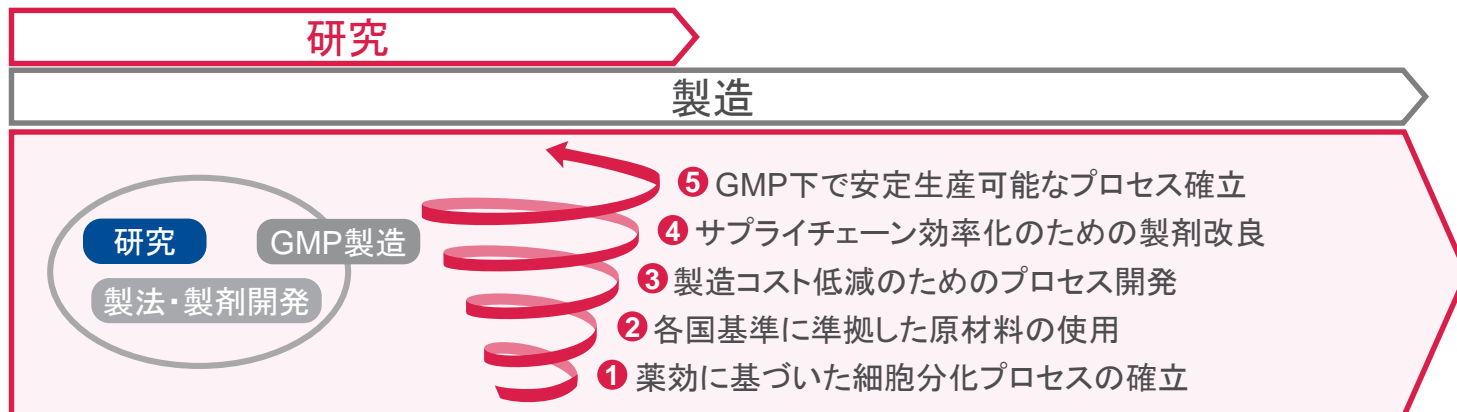 研究
製造
研究
GMP製造
製法・製剤開発
5 GMP下で安定生産可能なプロセス確立
4 サプライチェーン効率化のための製剤改良
3 製造コスト低減のためのプロセス開発
2 各国基準に準拠した原材料の使用
1 薬効に基づいた細胞分化プロセスの確立